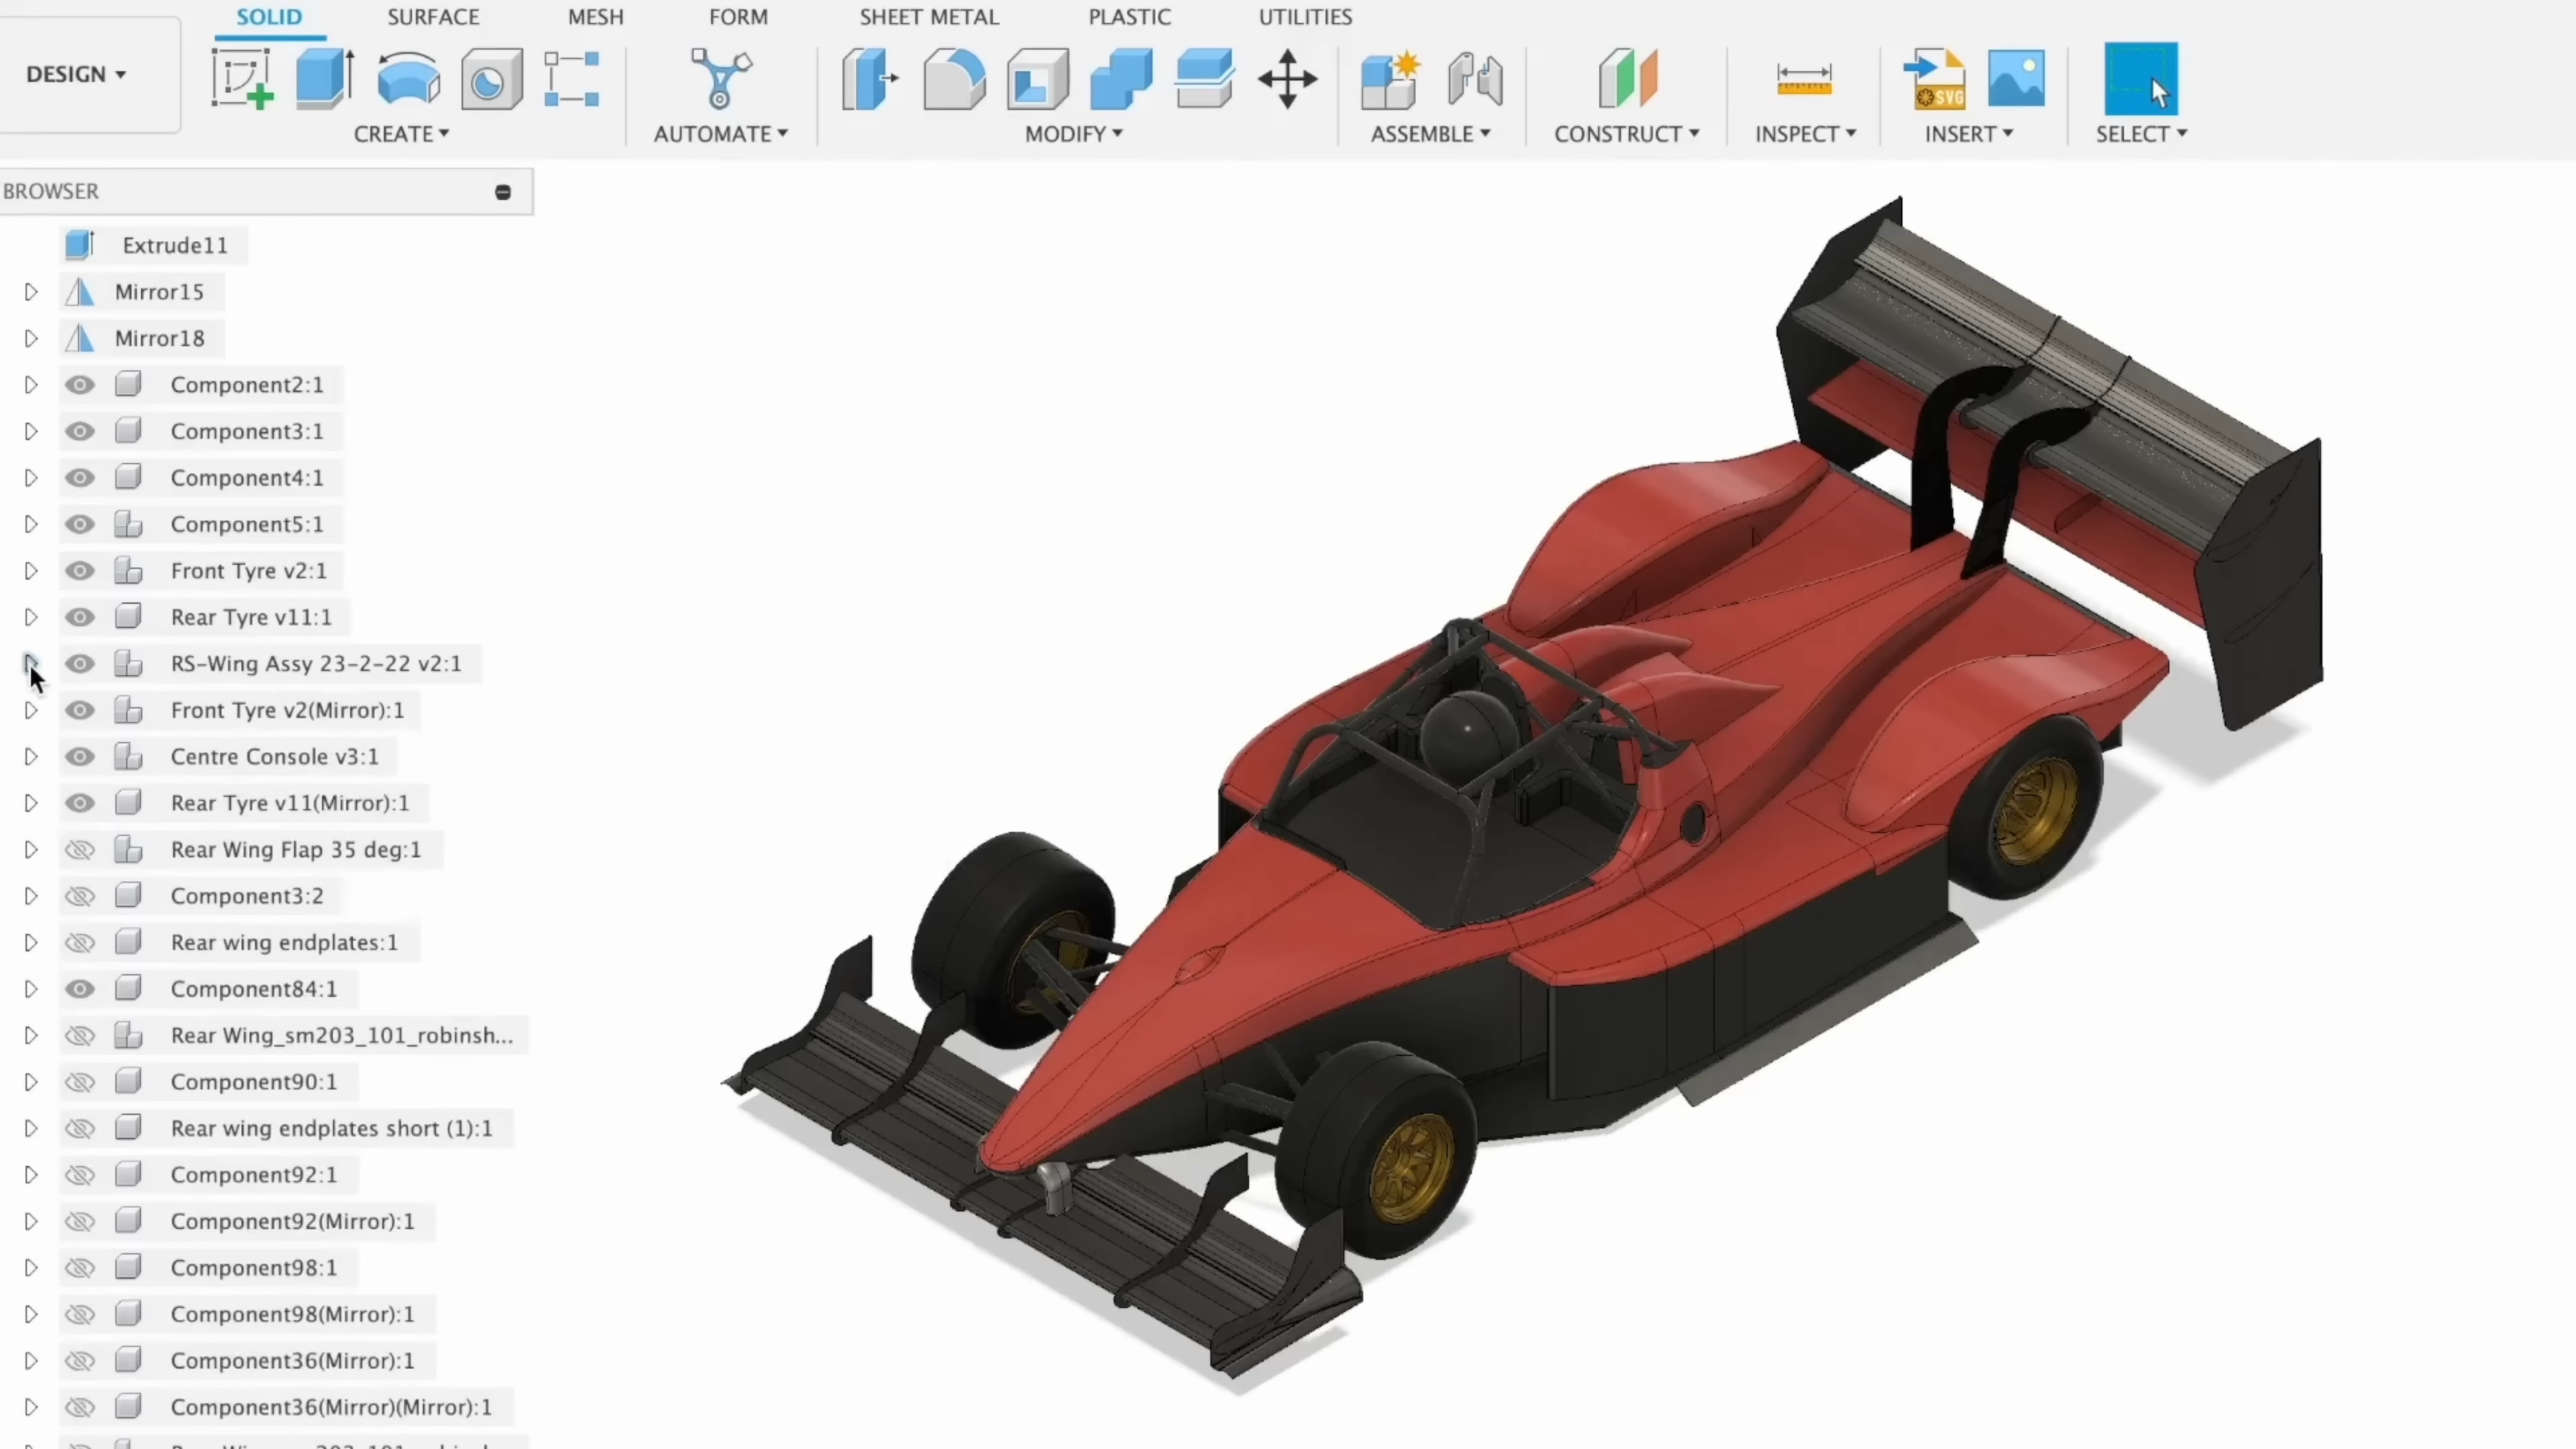 SOLID SURFACE MESH FORM SHEET METAL PLASTIC UTILITIES
DESIGN
SVG
CREATE AUTOMATE MODIFY ASSEMBLE CONSTRUCT INSPECT INSERT SELECT
BROWSER
Extrude11
Mirror15
Mirror18
Component2:1
Component3:1
Component4:1
Component5:1
Front Tyre v2:1
Rear Tyre v11:1
RS-Wing Assy 23-2-22 v2:1
Front Tyre v2(Mirror):1
Centre Console v3:1
Rear Tyre v11(Mirror):1
Rear Wing Flap 35 deg:1
Component3:2
Rear wing endplates:1
Component84:1
Rear Wing_sm203_101_robinsh...
Component90:1
Rear wing endplates short (1):1
Component92:1
Component92(Mirror):1
Component98:1
Component98(Mirror):1
Component36(Mirror):1
Component36(Mirror)(Mirror):1